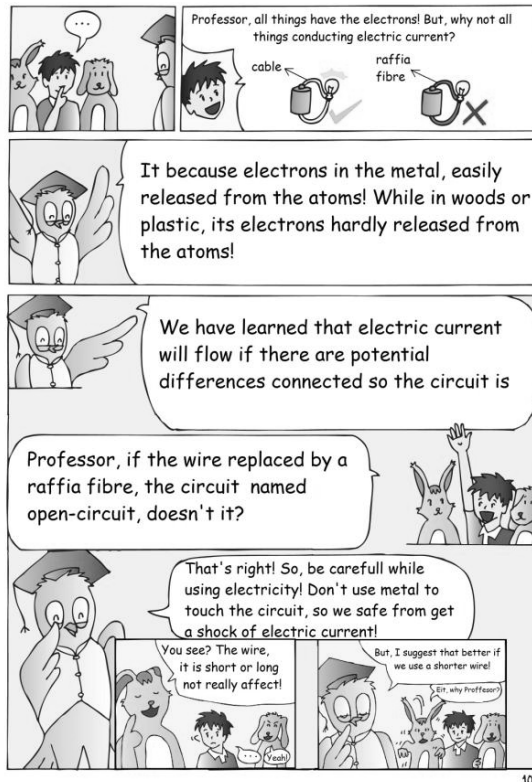 ...
Professor, all things have the electrons! But, why not all
things conducting electric current?
cable
raffia
fibre
It because electrons in the metal, easily
released from the atoms! While in woods or
plastic, its electrons hardly released from
the atoms!
We have learned that electric current
will flow if there are potential
differences connected so the circuit is
Professor, if the wire replaced by a
raffia fibre, the circuit named
open-circuit, doesn't it?
That's right! So, be carefull while
using electricity! Don't use metal to
touch the circuit, so we safe from get
a shock of electric current!
You see? The wire,
it is short or long
not really affect!
...
Yeah!
But, I suggest that better if
we use a shorter wire!
Eit, why Proffesor?
10